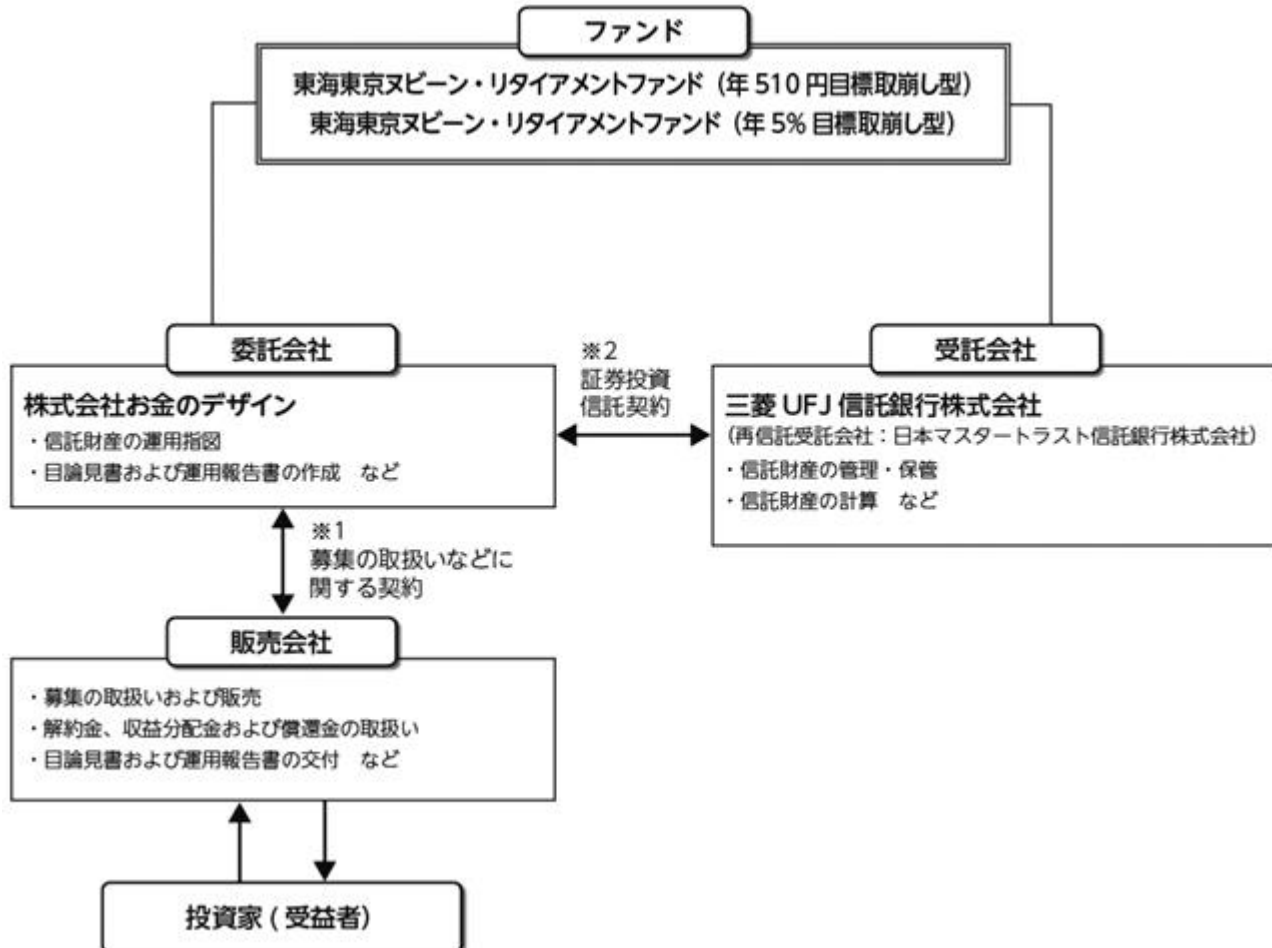 ファンド
東海東京ヌビーン・リタイアメントファンド（年 510 円目標取崩し型）
東海東京ヌビーン・リタイアメントファンド（年 5% 目標取崩し型）
委託会社
株式会社お金のデザイン
・信託財産の運用指図
・目論見書および運用報告書の作成　など
※2
証券投資
信託契約
受託会社
三菱 UFJ 信託銀行株式会社
（再信託受託会社：日本マスタートラスト信託銀行株式会社）
・信託財産の管理・保管
・信託財産の計算　など
※1
募集の取扱いなどに
関する契約
販売会社
・募集の取扱いおよび販売
・解約金、収益分配金および償還金の取扱い
・目論見書および運用報告書の交付　など
投資家 ( 受益者）